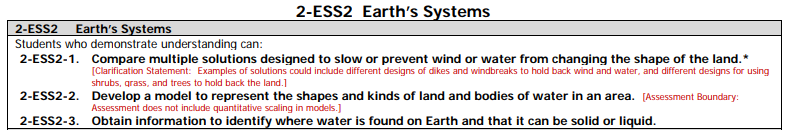 2-ESS2 Earth's Systems
2-ESS2 Earth's Systems
Students who demonstrate understanding can:
2-ESS2-1. Compare multiple solutions designed to slow or prevent wind or water from changing the shape of the land.*
[Clarification Statement: Examples of solutions could include different designs of dikes and windbreaks to hold back wind and water, and different designs for using
shrubs, grass, and trees to hold back the land.]
2-ESS2-2. Develop a model to represent the shapes and kinds of land and bodies of water in an area. [Assessment Boundary:
Assessment does not include quantitative scaling in models.]
2-ESS2-3. Obtain information to identify where water is found on Earth and that it can be solid or liquid.